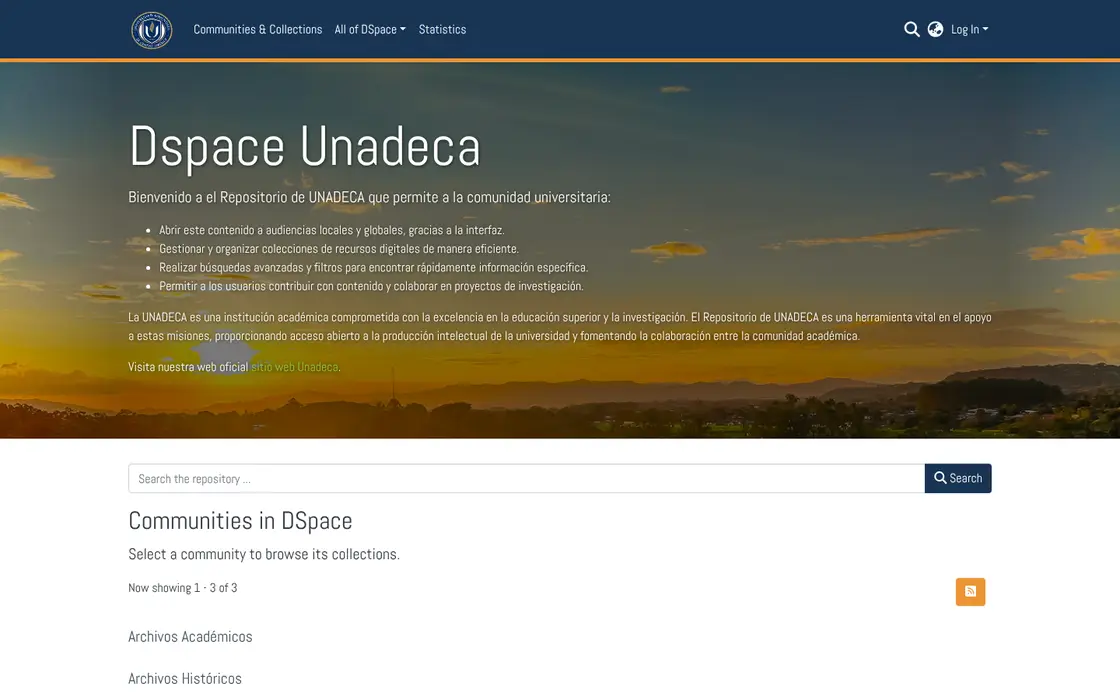 Communities & Collections
All of DSpace
Statistics
Log In
Dspace Unadeca
Bienvenido a el Repositorio de UNADECA que permite a la comunidad universitaria:
Abrir este contenido a audiencias locales y globales, gracias a la interfaz.
Gestionar y organizar colecciones de recursos digitales de manera eficiente.
Realizar búsquedas avanzadas y filtros para encontrar rápidamente información específica.
Permitir a los usuarios contribuir con contenido y colaborar en proyectos de investigación.
La UNADECA es una institución académica comprometida con la excelencia en la educación superior y la investigación. El Repositorio de UNADECA es una herramienta vital en el apoyo
a estas misiones, proporcionando acceso abierto a la producción intelectual de la universidad y fomentando la colaboración entre la comunidad académica.
Visita nuestra web oficial sitio web Unadeca.
Search the repository ...
Search
Communities in DSpace
Select a community to browse its collections.
Now showing 1 - 3 of 3
Archivos Académicos
Archivos Históricos